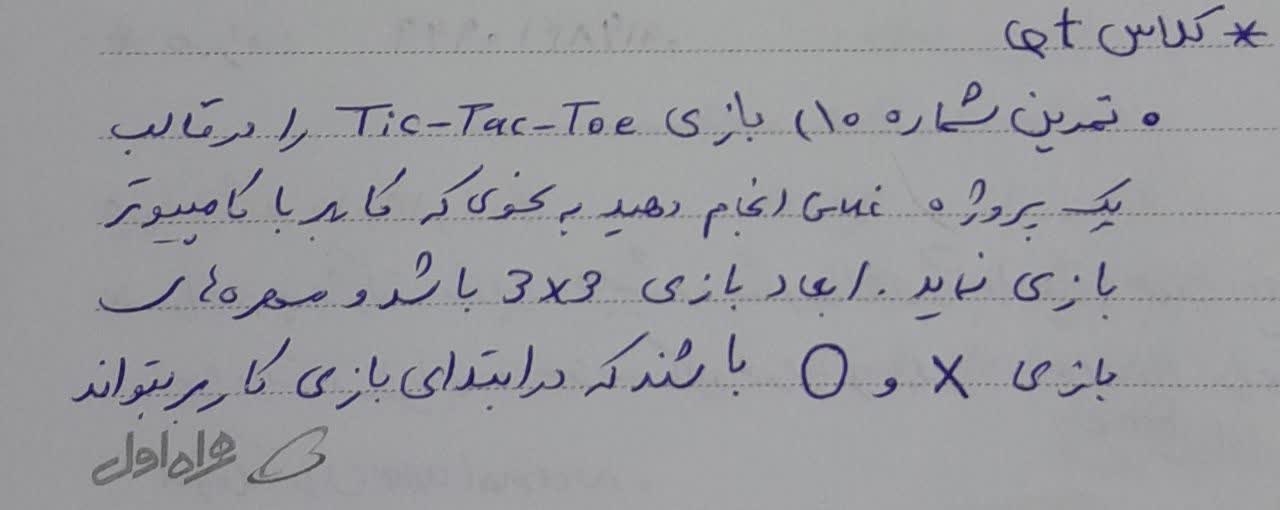 * کلاس Qt
• تمرین شماره ۱۰) بازی Tic-Tac-Toe را در قالب
یک پروژه Gui انجام دهید به نحوی که کاربر با کامپیوتر
بازی نماید. ابعاد بازی 3x3 باشد و مهره های
بازی X و O باشند که در ابتدای بازی کاربر بتواند
همراه اول